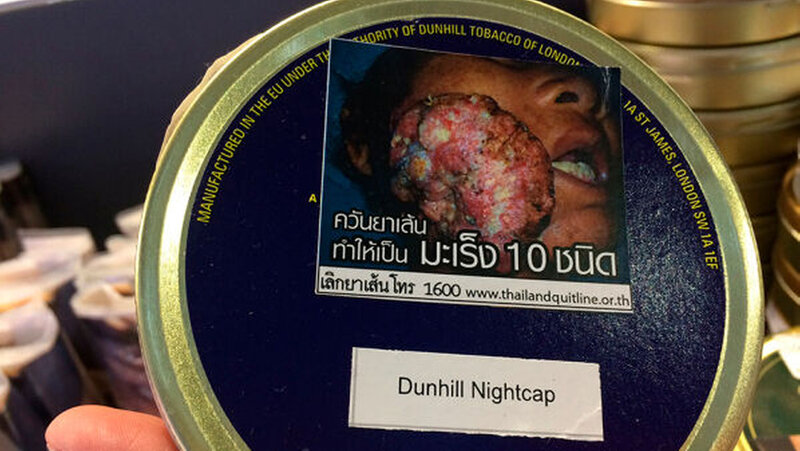 MANUFACTURED IN THE EU UNDER THE AUTHORITY OF DUNHILL TOBACCO OF LONDON
1A ST JAMES, LONDON SW 1A 1EF
A
ควันยาเส้น
ทำให้เป็น มะเร็ง 10 ชนิด
เลิกยาเส้นโทร 1600 www.thailandquitline.or.th
Dunhill Nightcap